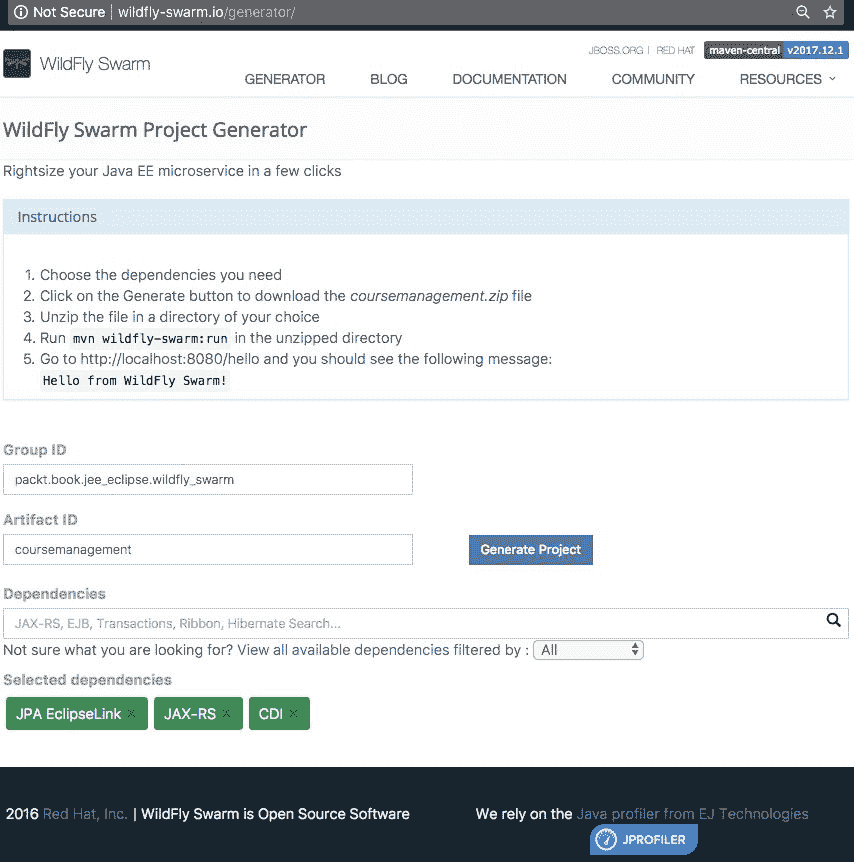 Not Secure | wildfly-swarm.io/generator/
JBOSS.ORG | RED HAT maven-central v2017.12.1
WildFly Swarm
GENERATOR BLOG DOCUMENTATION COMMUNITY RESOURCES
WildFly Swarm Project Generator
Rightsize your Java EE microservice in a few clicks
Instructions
1. Choose the dependencies you need
2. Click on the Generate button to download the coursemanagement.zip file
3. Unzip the file in a directory of your choice
4. Run mvn wildfly-swarm:run in the unzipped directory
5. Go to http://localhost:8080/hello and you should see the following message:
Hello from WildFly Swarm!
Group ID
packt.book.jee_eclipse.wildfly_swarm
Artifact ID
coursemanagement
Generate Project
Dependencies
JAX-RS, EJB, Transactions, Ribbon, Hibernate Search...
Not sure what you are looking for? View all available dependencies filtered by : All
Selected dependencies
JPA EclipseLink × JAX-RS × CDI ×
2016 Red Hat, Inc. | WildFly Swarm is Open Source Software
We rely on the Java profiler from EJ Technologies
JPROFILER